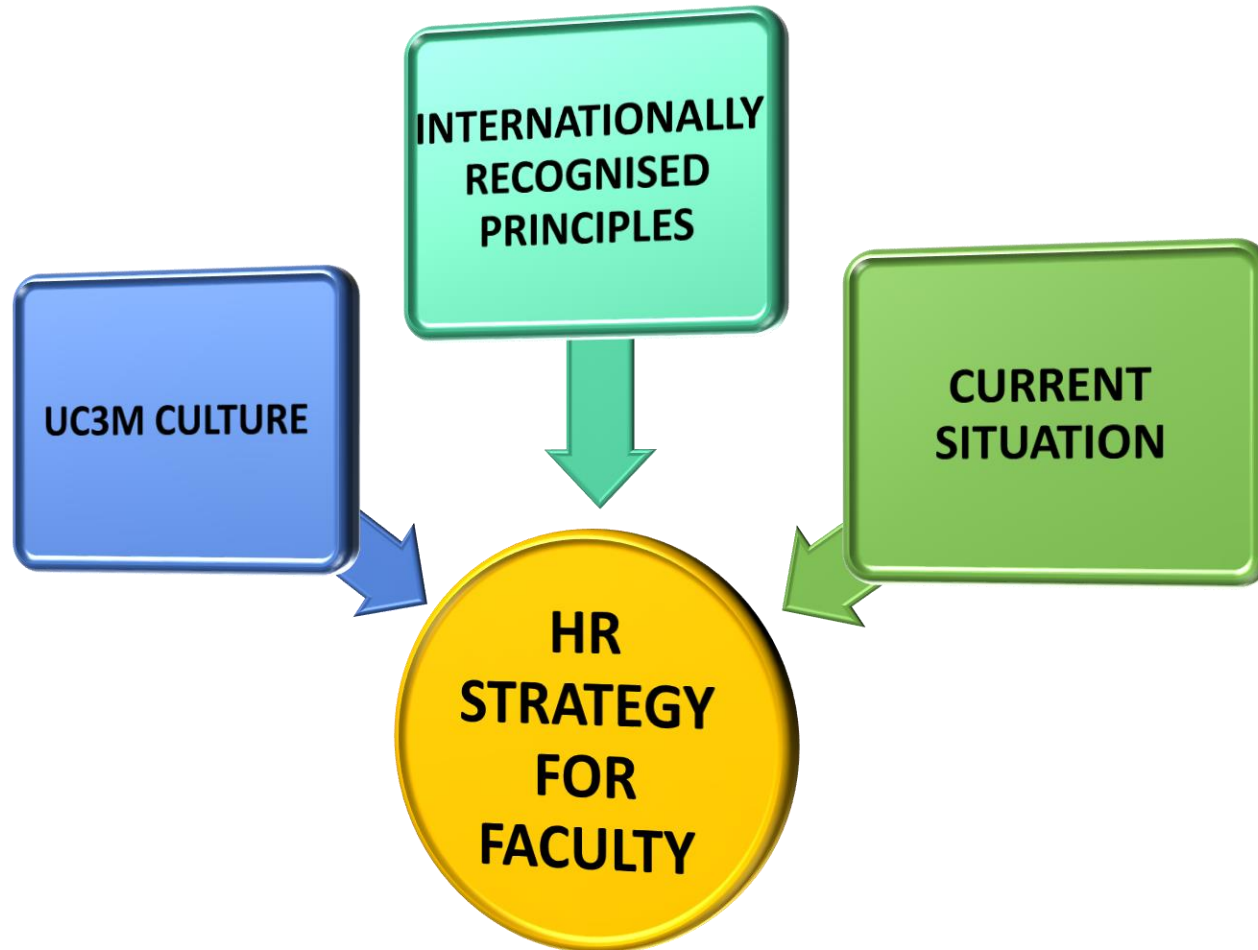 INTERNATIONALLY
RECOGNISED
PRINCIPLES
UC3M CULTURE
CURRENT
SITUATION
HR
STRATEGY
FOR
FACULTY